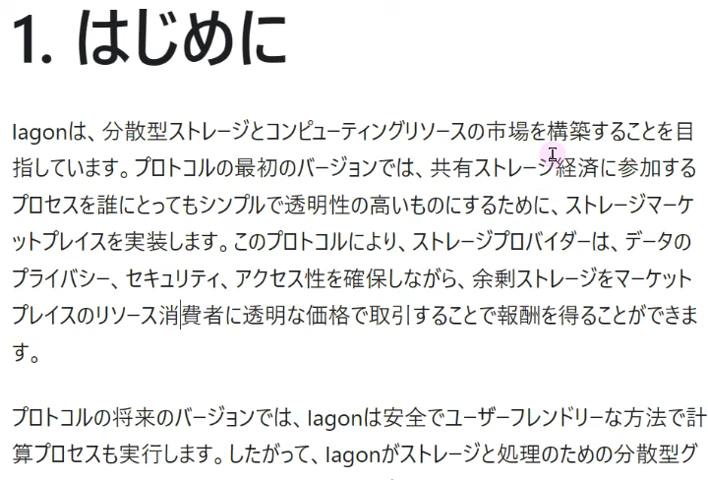 1. はじめに
Iagonは、分散型ストレージとコンピューティングリソースの市場を構築することを目
指しています。プロトコルの最初のバージョンでは、共有ストレージ経済に参加する
プロセスを誰にとってもシンプルで透明性の高いものにするために、ストレージマーケ
ットプレイスを実装します。このプロトコルにより、ストレージプロバイダーは、データの
プライバシー、セキュリティ、アクセス性を確保しながら、余剰ストレージをマーケット
プレイスのリソース消費者に透明な価格で取引することで報酬を得ることができま
す。
プロトコルの将来のバージョンでは、Iagonは安全でユーザーフレンドリーな方法で計
算プロセスも実行します。したがって、Iagonがストレージと処理のための分散型グ